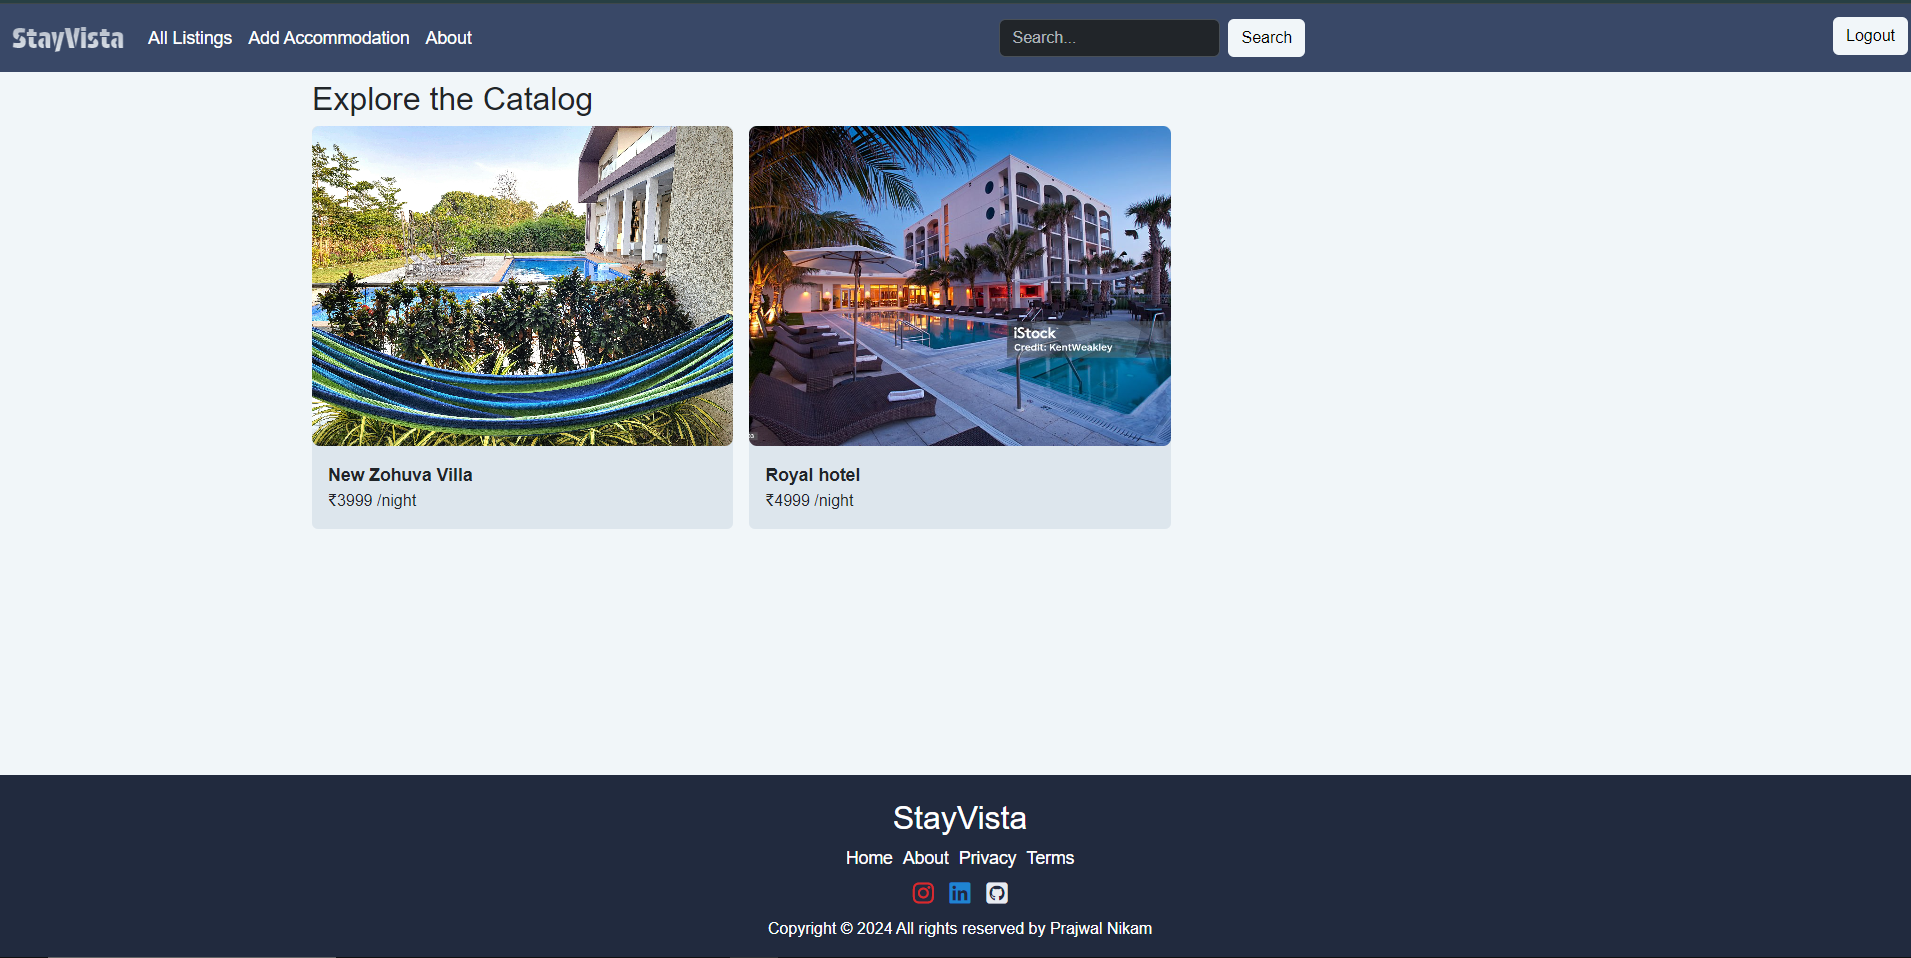 StayVista All Listings Add Accommodation About Search... Search Logout
Explore the Catalog
iStock
Credit: KentWeakley
New Zohuva Villa
₹3999 /night
Royal hotel
₹4999 /night
StayVista
Home About Privacy Terms
Copyright © 2024 All rights reserved by Prajwal Nikam